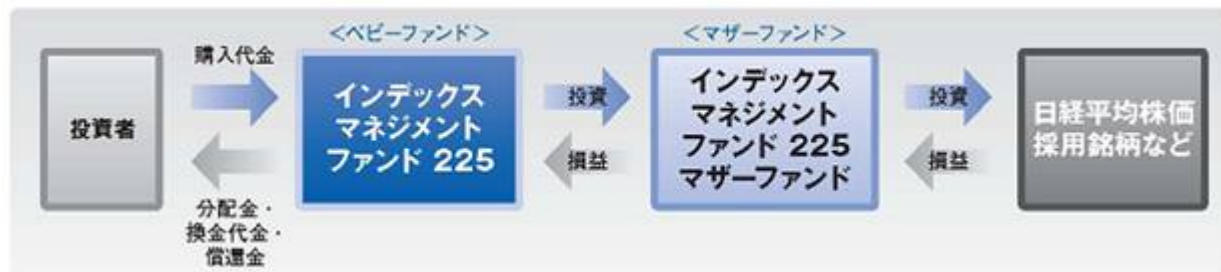 <ベビーファンド>
<マザーファンド>
投資者
購入代金
分配金・
換金代金・
償還金
インデックス
マネジメント
ファンド 225
投資
損益
インデックス
マネジメント
ファンド 225
マザーファンド
投資
損益
日経平均株価
採用銘柄など